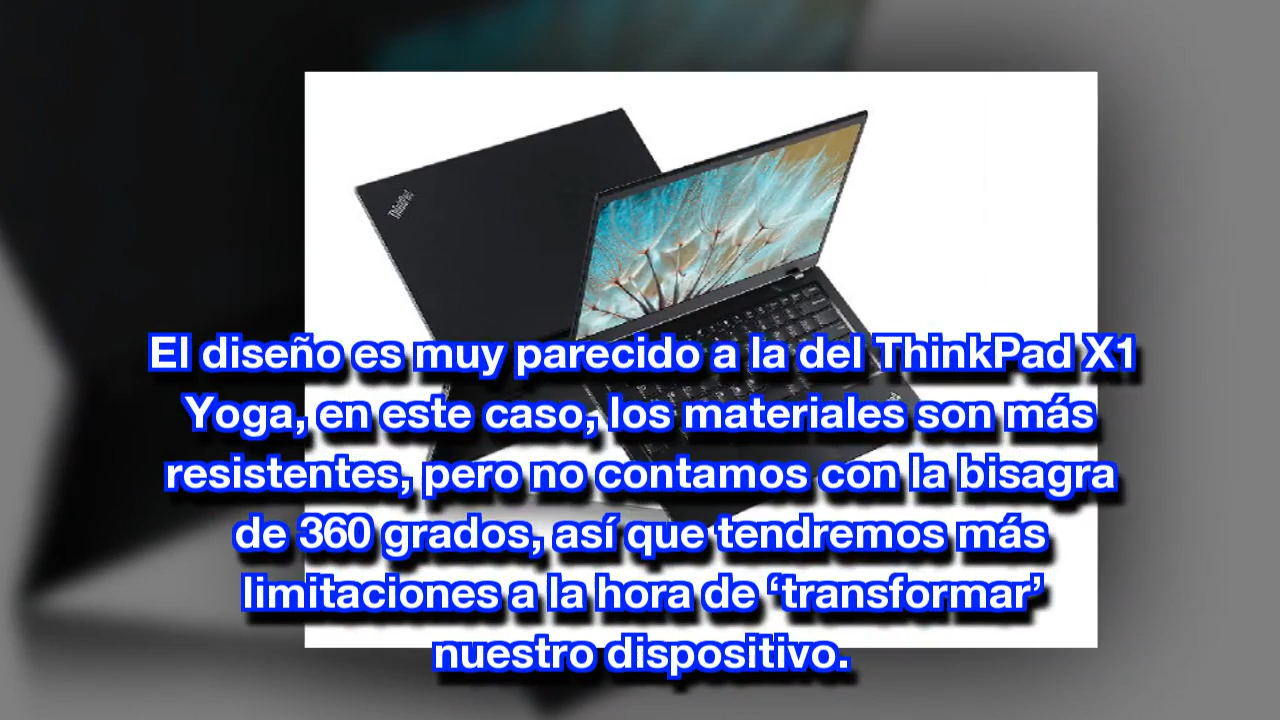 ThinkPad
El diseño es muy parecido a la del ThinkPad X1
Yoga, en este caso, los materiales son más
resistentes, pero no contamos con la bisagra
de 360 grados, así que tendremos más
limitaciones a la hora de ‘transformar’
nuestro dispositivo.